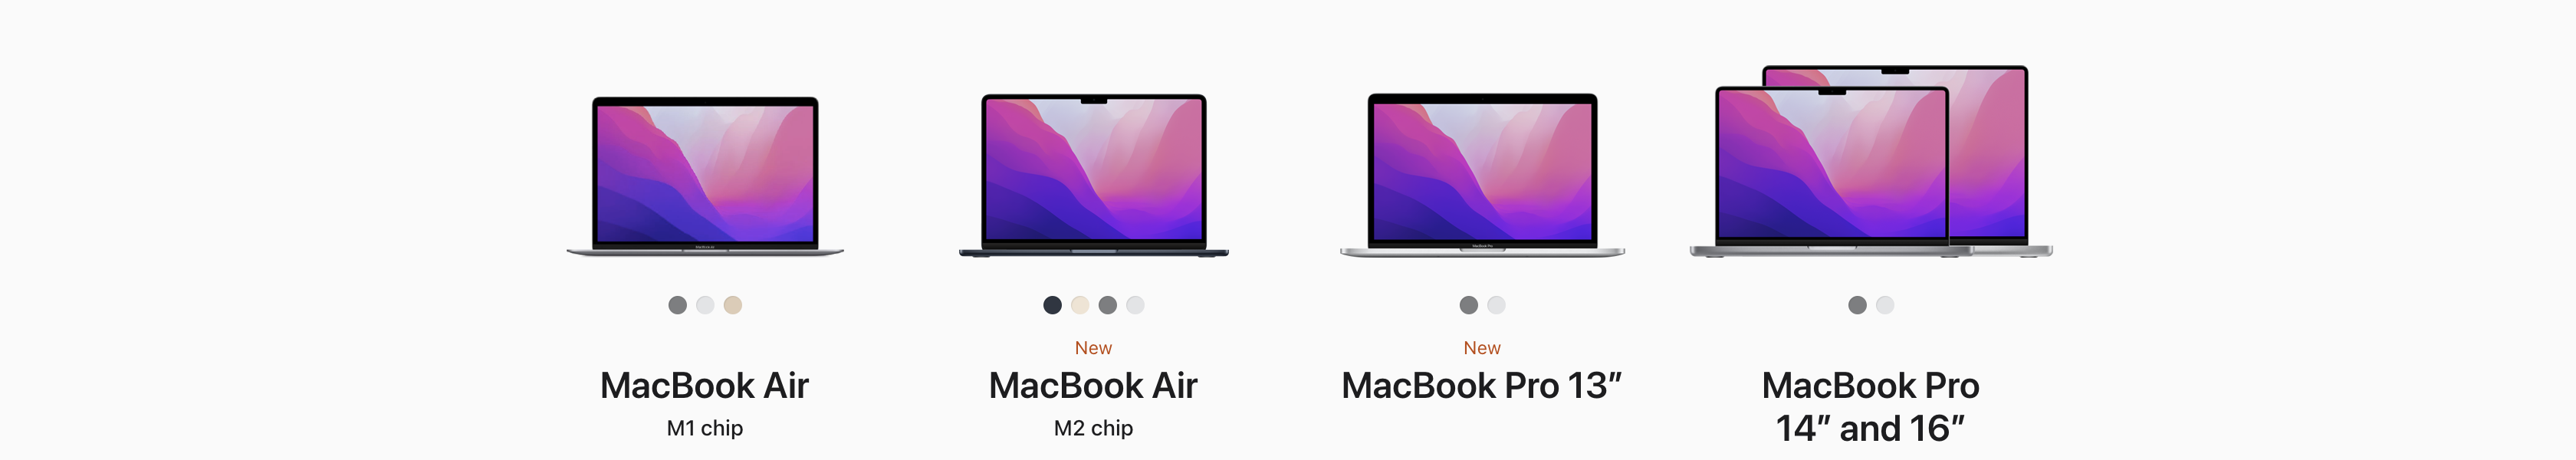 MacBook Air
M1 chip
New
MacBook Air
M2 chip
New
MacBook Pro 13”
MacBook Pro
14” and 16”